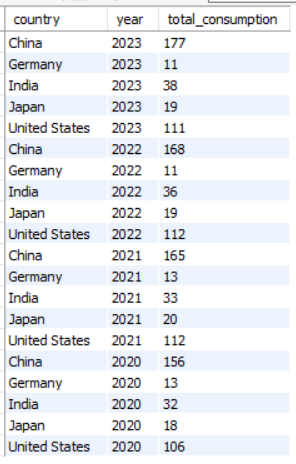 country year total_consumption
China 2023 177
Germany 2023 11
India 2023 38
Japan 2023 19
United States 2023 111
China 2022 168
Germany 2022 11
India 2022 36
Japan 2022 19
United States 2022 112
China 2021 165
Germany 2021 13
India 2021 33
Japan 2021 20
United States 2021 112
China 2020 156
Germany 2020 13
India 2020 32
Japan 2020 18
United States 2020 106